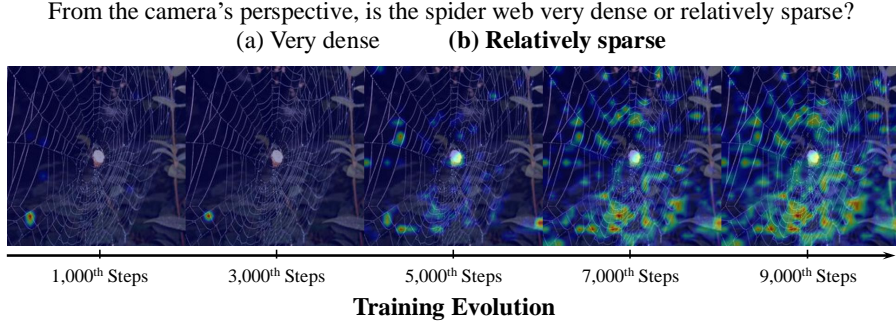 From the camera's perspective, is the spider web very dense or relatively sparse?
(a) Very dense (b) Relatively sparse
1,000th Steps 3,000th Steps 5,000th Steps 7,000th Steps 9,000th Steps
Training Evolution